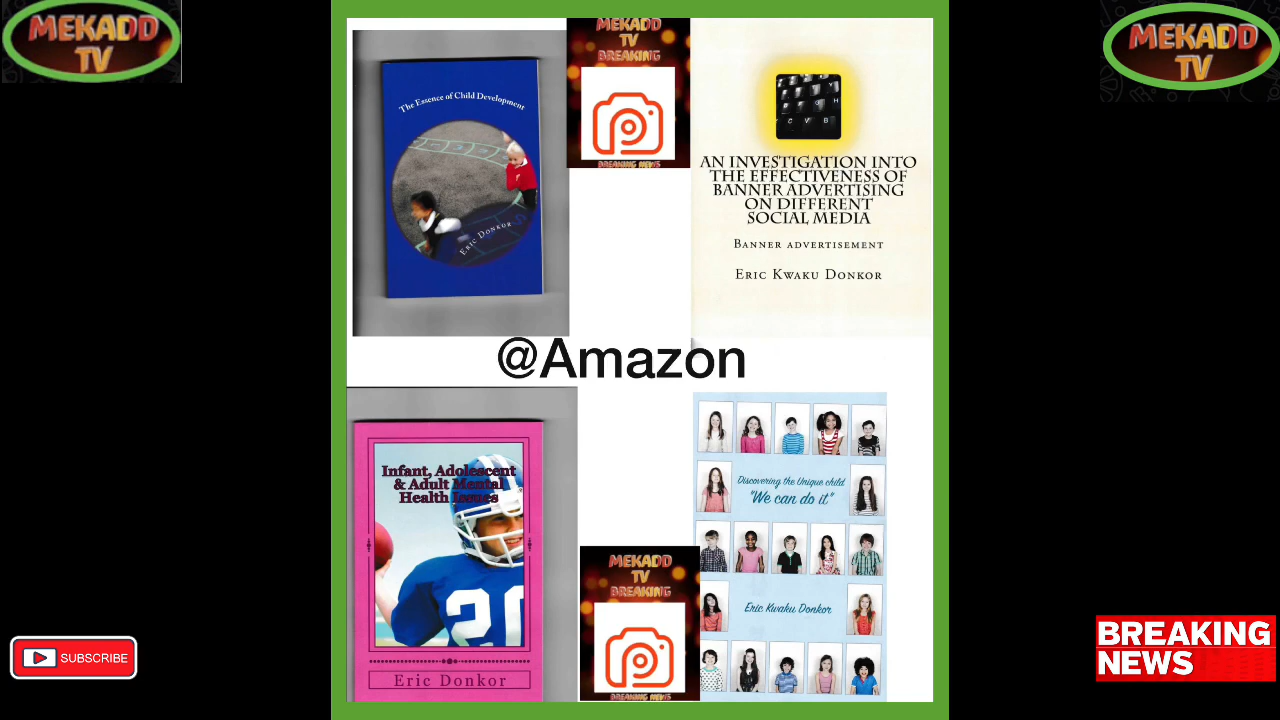 MEKADD
TV
MEKADD
TV
BREAKING
BREAKING NEWS
MEKADD
TV
The Essence of Child Development
Eric Donkor
Y
G H
C V B
AN INVESTIGATION INTO
THE EFFECTIVENESS OF
BANNER ADVERTISING
ON DIFFERENT
SOCIAL MEDIA
BANNER ADVERTISEMENT
ERIC KWAKU DONKOR
@Amazon
Infant, Adolescent
& Adult Mental
Health Issues
20
Eric Donkor
Discovering the Unique child
"We can do it"
Eric Kwaku Donkor
MEKADD
TV
BREAKING
BREAKING NEWS
SUBSCRIBE
BREAKING
NEWS